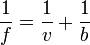 1/f = 1/v + 1/b